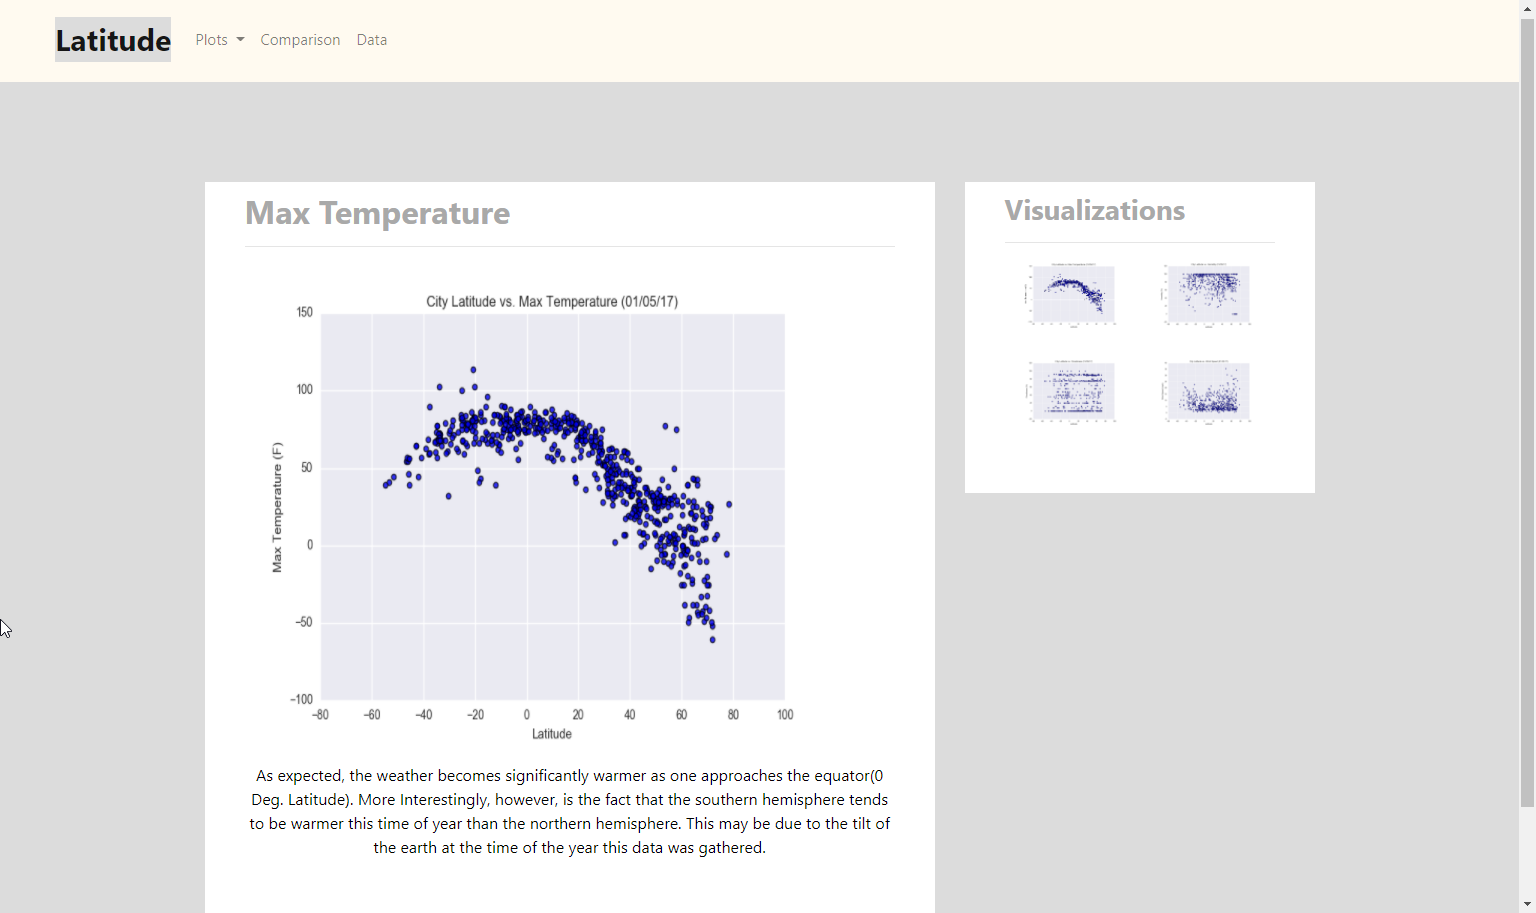 Latitude
Plots
Comparison
Data
Max Temperature
City Latitude vs. Max Temperature (01/05/17)
150
100
50
0
−50
−100
Max Temperature (F)
−80 −60 −40 −20 0 20 40 60 80 100
Latitude
As expected, the weather becomes significantly warmer as one approaches the equator(0
Deg. Latitude). More Interestingly, however, is the fact that the southern hemisphere tends
to be warmer this time of year than the northern hemisphere. This may be due to the tilt of
the earth at the time of the year this data was gathered.
Visualizations